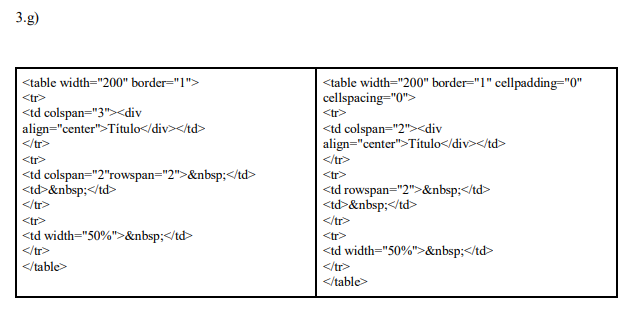 3.g)
<table width="200" border="1">
<tr>
<td colspan="3"><div
align="center">Título</div></td>
</tr>
<tr>
<td colspan="2"rowspan="2">&nbsp;</td>
<td>&nbsp;</td>
</tr>
<tr>
<td width="50%">&nbsp;</td>
</tr>
</table>
<table width="200" border="1" cellpadding="0"
cellspacing="0">
<tr>
<td colspan="2"><div
align="center">Título</div></td>
</tr>
<tr>
<td rowspan="2">&nbsp;</td>
<td>&nbsp;</td>
</tr>
<tr>
<td width="50%">&nbsp;</td>
</tr>
</table>